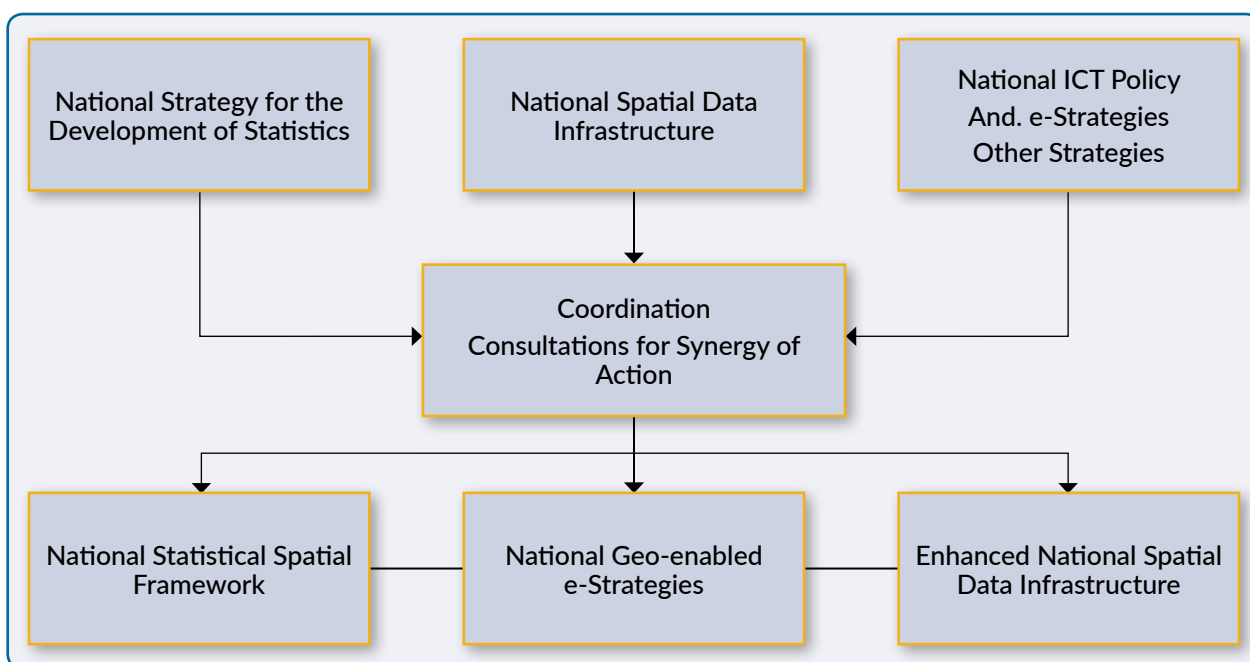 National Strategy for the
Development of Statistics
National Spatial Data
Infrastructure
National ICT Policy
And. e-Strategies
Other Strategies
Coordination
Consultations for Synergy of
Action
National Statistical Spatial
Framework
National Geo-enabled
e-Strategies
Enhanced National Spatial
Data Infrastructure